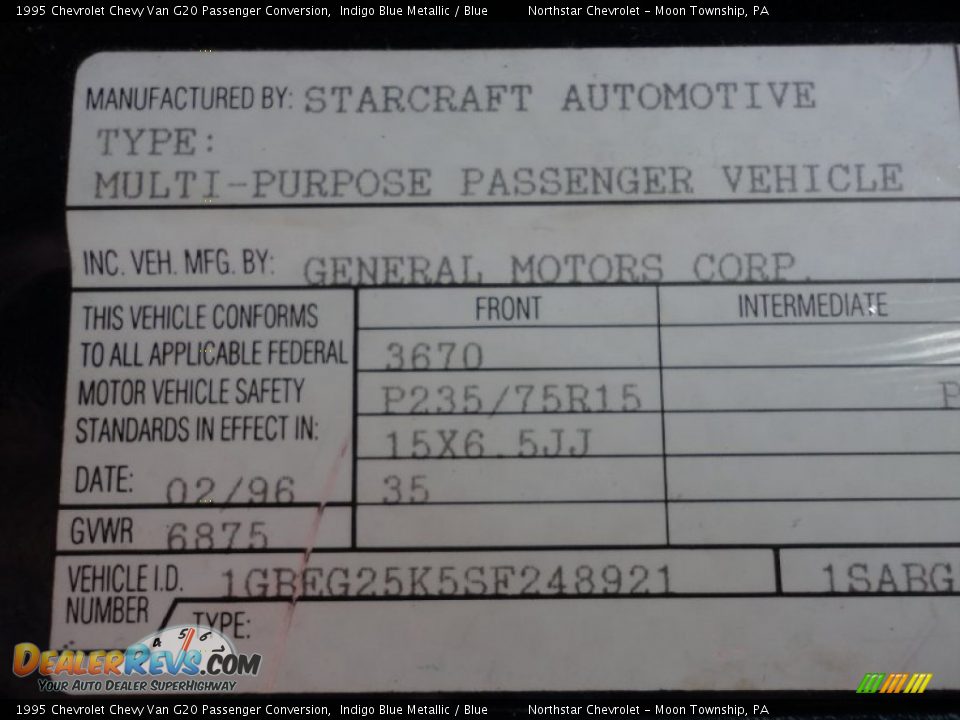 1995 Chevrolet Chevy Van G20 Passenger Conversion, Indigo Blue Metallic / Blue Northstar Chevrolet - Moon Township, PA
MANUFACTURED BY: STARCRAFT AUTOMOTIVE
TYPE:
MULTI-PURPOSE PASSENGER VEHICLE
INC. VEH. MFG. BY: GENERAL MOTORS CORP.
THIS VEHICLE CONFORMS
TO ALL APPLICABLE FEDERAL
MOTOR VEHICLE SAFETY
STANDARDS IN EFFECT IN:
DATE: 02/96
GVWR 6875
FRONT INTERMEDIATE
3670
P235/75R15 P
15X6.5JJ
35
VEHICLE I.D. 1GBEG25K5SF248921 1SABG
NUMBER
TYPE:
DEALERREVS.COM
YOUR AUTO DEALER SUPERHIGHWAY
4 5 6 7
1995 Chevrolet Chevy Van G20 Passenger Conversion, Indigo Blue Metallic / Blue Northstar Chevrolet - Moon Township, PA